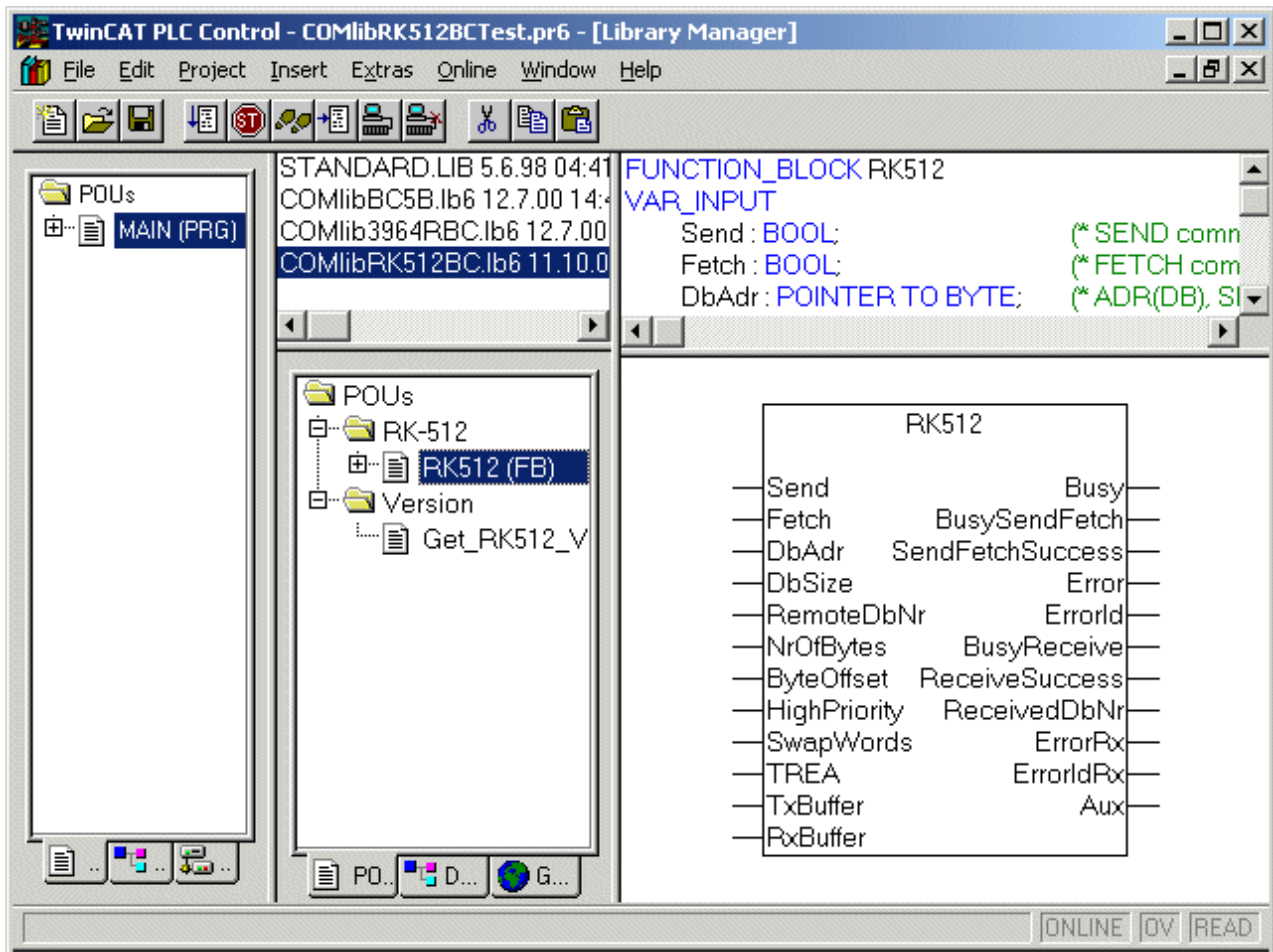 TwinCAT PLC Control - COMlibRK512BCTest.pr6 - [Library Manager]
File Edit Project Insert Extras Online Window Help
ST
POUs
MAIN (PRG)
STANDARD.LIB 5.6.98 04:41
COMlibBC5B.lb6 12.7.00 14:4
COMlib3964RBC.lb6 12.7.00
COMlibRK512BC.lb6 11.10.0
FUNCTION_BLOCK RK512
VAR_INPUT
Send : BOOL; (* SEND comm
Fetch : BOOL; (* FETCH com
DbAdr : POINTER TO BYTE; (* ADR(DB), SI
POUs
RK-512
RK512 (FB)
Version
Get_RK512_V
RK512
Send Busy
Fetch BusySendFetch
DbAdr SendFetchSuccess
DbSize Error
RemoteDbNr ErrorId
NrOfBytes BusyReceive
ByteOffset ReceiveSuccess
HighPriority ReceivedDbNr
SwapWords ErrorRx
TREA ErrorIdRx
TxBuffer Aux
RxBuffer
.. .. ..
PO.. D... G...
ONLINE OV READ